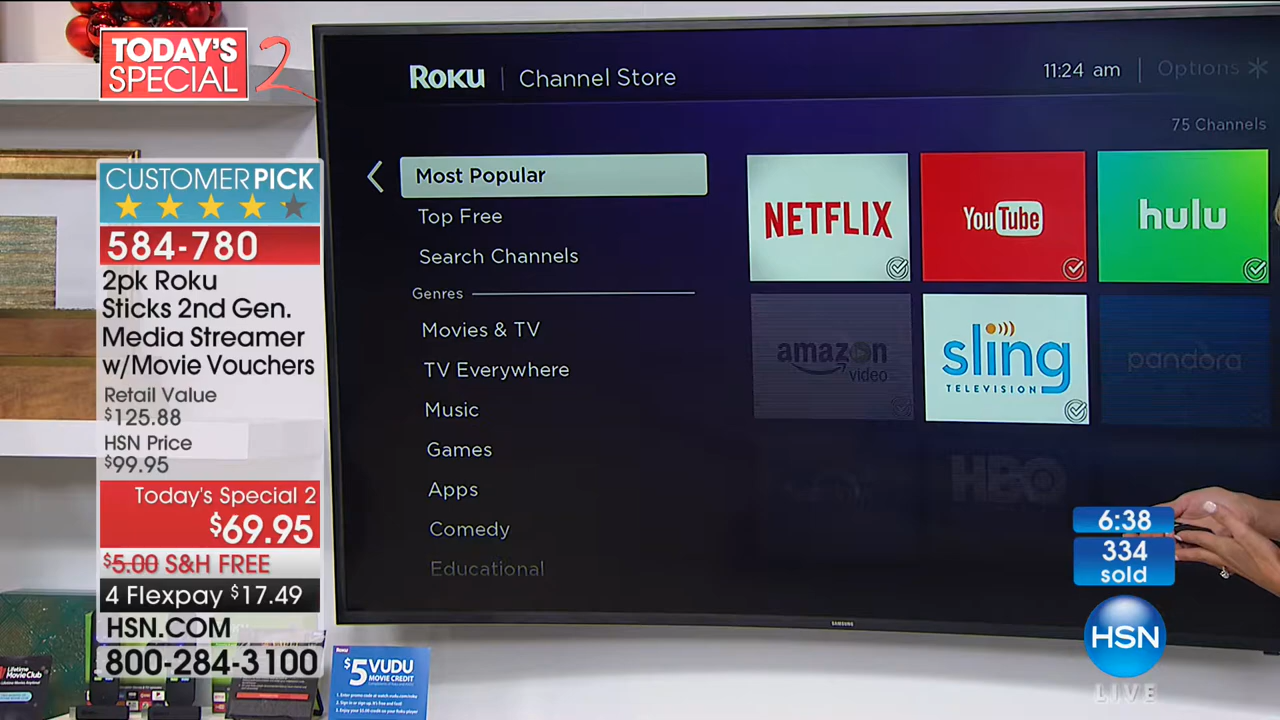 TODAY'S
SPECIAL 2
CUSTOMER PICK
584-780
2pk Roku
Sticks 2nd Gen.
Media Streamer
w/Movie Vouchers
Retail Value
$125.88
HSN Price
$99.95
Today's Special 2
$69.95
$5.00 S&H FREE
4 Flexpay $17.49
HSN.COM
800-284-3100
Roku | Channel Store
11:24 am | Options
75 Channels
Most Popular
Top Free
Search Channels
Genres
Movies & TV
TV Everywhere
Music
Games
Apps
Comedy
Educational
NETFLIX
YouTube
hulu
amazon
video
sling
TELEVISION
pandora
HBO
SAMSUNG
6:38
334
sold
HSN
LIVE
Lifetime
MovieClub
Roku
$5 VUDU
MOVIE CREDIT